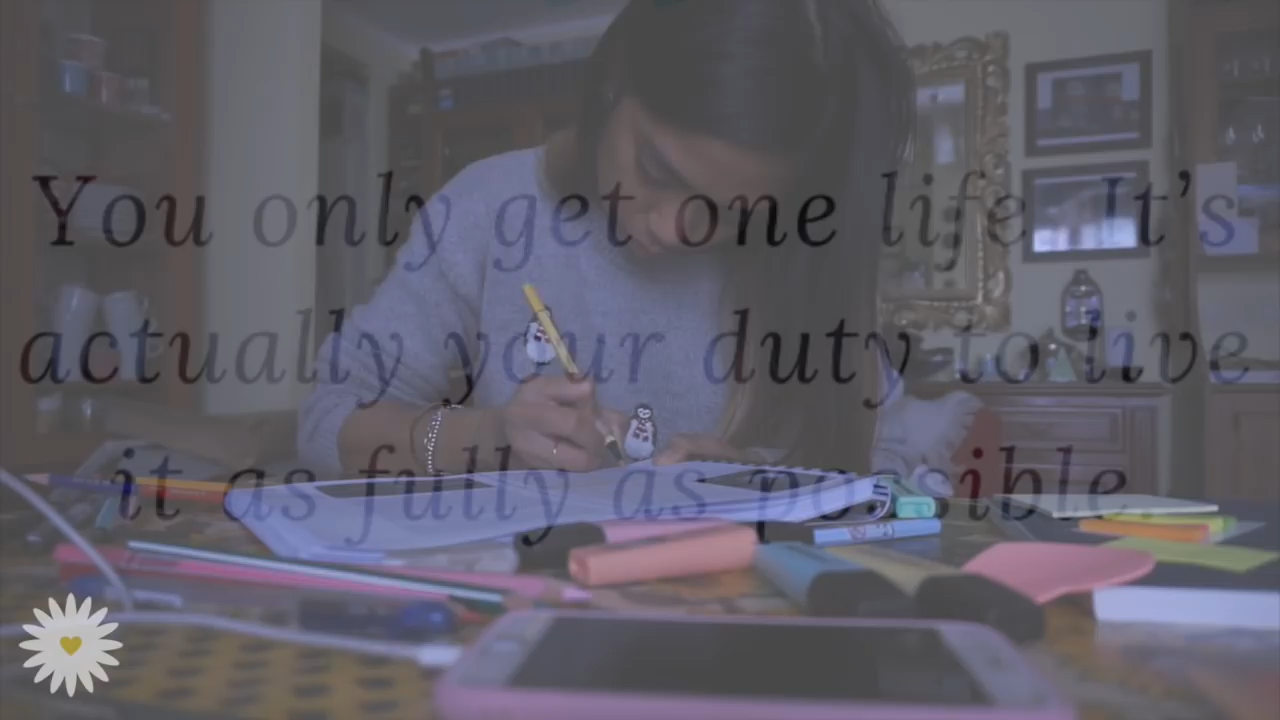 You only get one life. It’s
actually your duty to live
it as fully as possible.